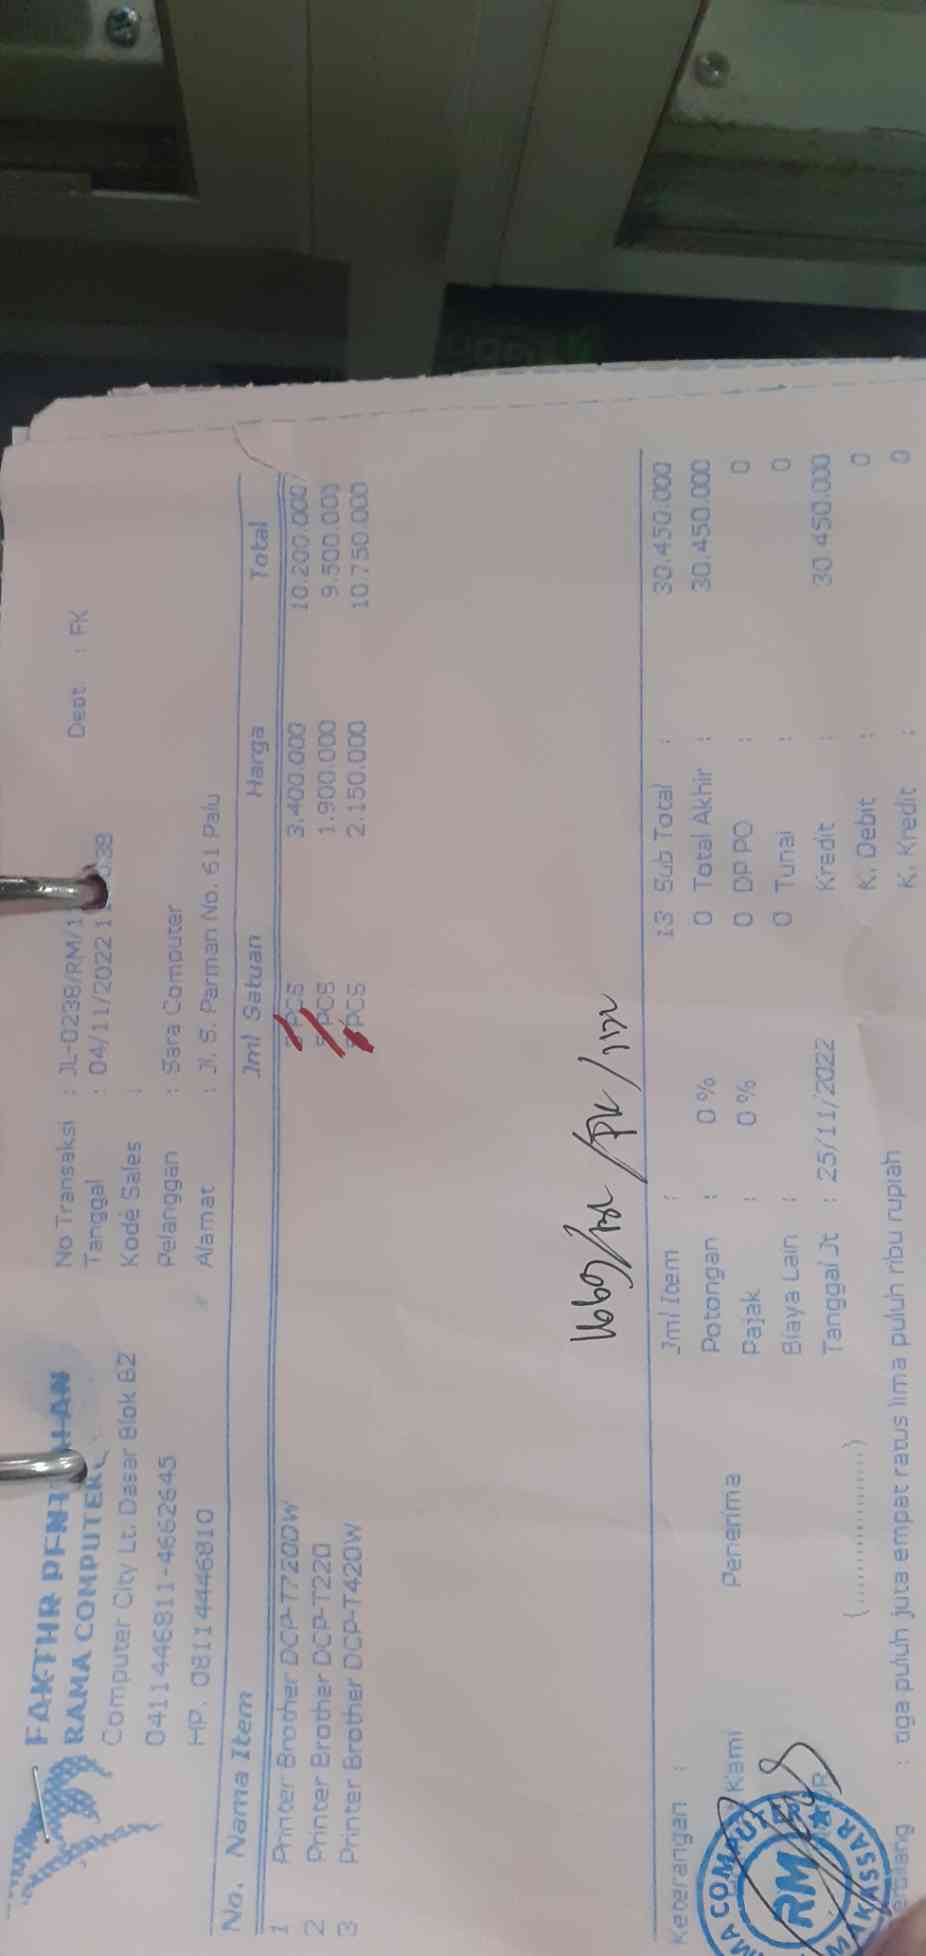 FAKTUR PENJUALAN
RAMA COMPUTER
Computer City Lt. Dasar Blok B2
0411446811-4662645
HP. 08114446810
No Transaksi : JL-0238/RM/1
Tanggal : 04/11/2022 1
Dept. : FK
Kode Sales :
Pelanggan : Sara Computer
Alamat : Jl. S. Parman No. 61 Palu
No. Nama Item Jml Satuan Harga Total
1 Printer Brother DCP-T720DW PCS 3.400.000 10.200.000
2 Printer Brother DCP-T220 PCS 1.900.000 9.500.000
3 Printer Brother DCP-T420W PCS 2.150.000 10.750.000
Keterangan :
Jml Item : 13 Sub Total : 30.450.000
Potongan : 0 % 0 Total Akhir : 30.450.000
Pajak : 0 % 0 DP PO : 0
Biaya Lain : 0 Tunai : 0
Tanggal Jt : 25/11/2022 Kredit : 30.450.000
K. Debit : 0
K. Kredit : 0
Kami Penerima
(..................)
RM
MAKASSAR
Terbilang : tiga puluh juta empat ratus lima puluh ribu rupiah